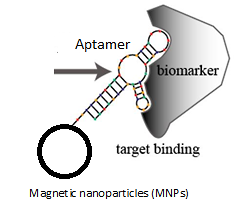 Aptamer
biomarker
target binding
Magnetic nanoparticles (MNPs)